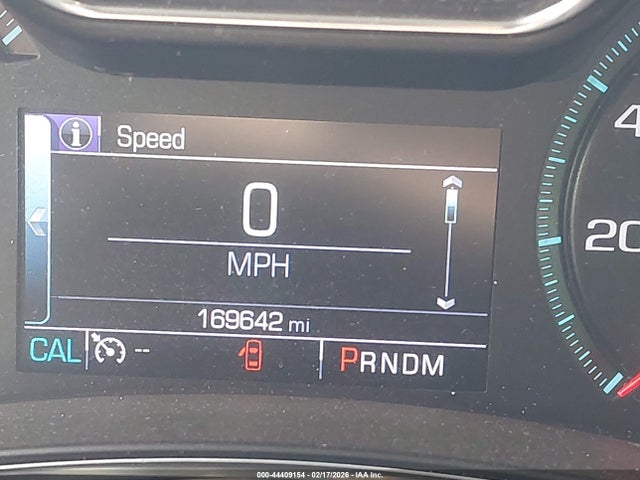 i Speed
0
MPH
169642 mi
CAL -- PRNDM
4
20
000-44409154 - 02/17/2026 - IAA Inc.